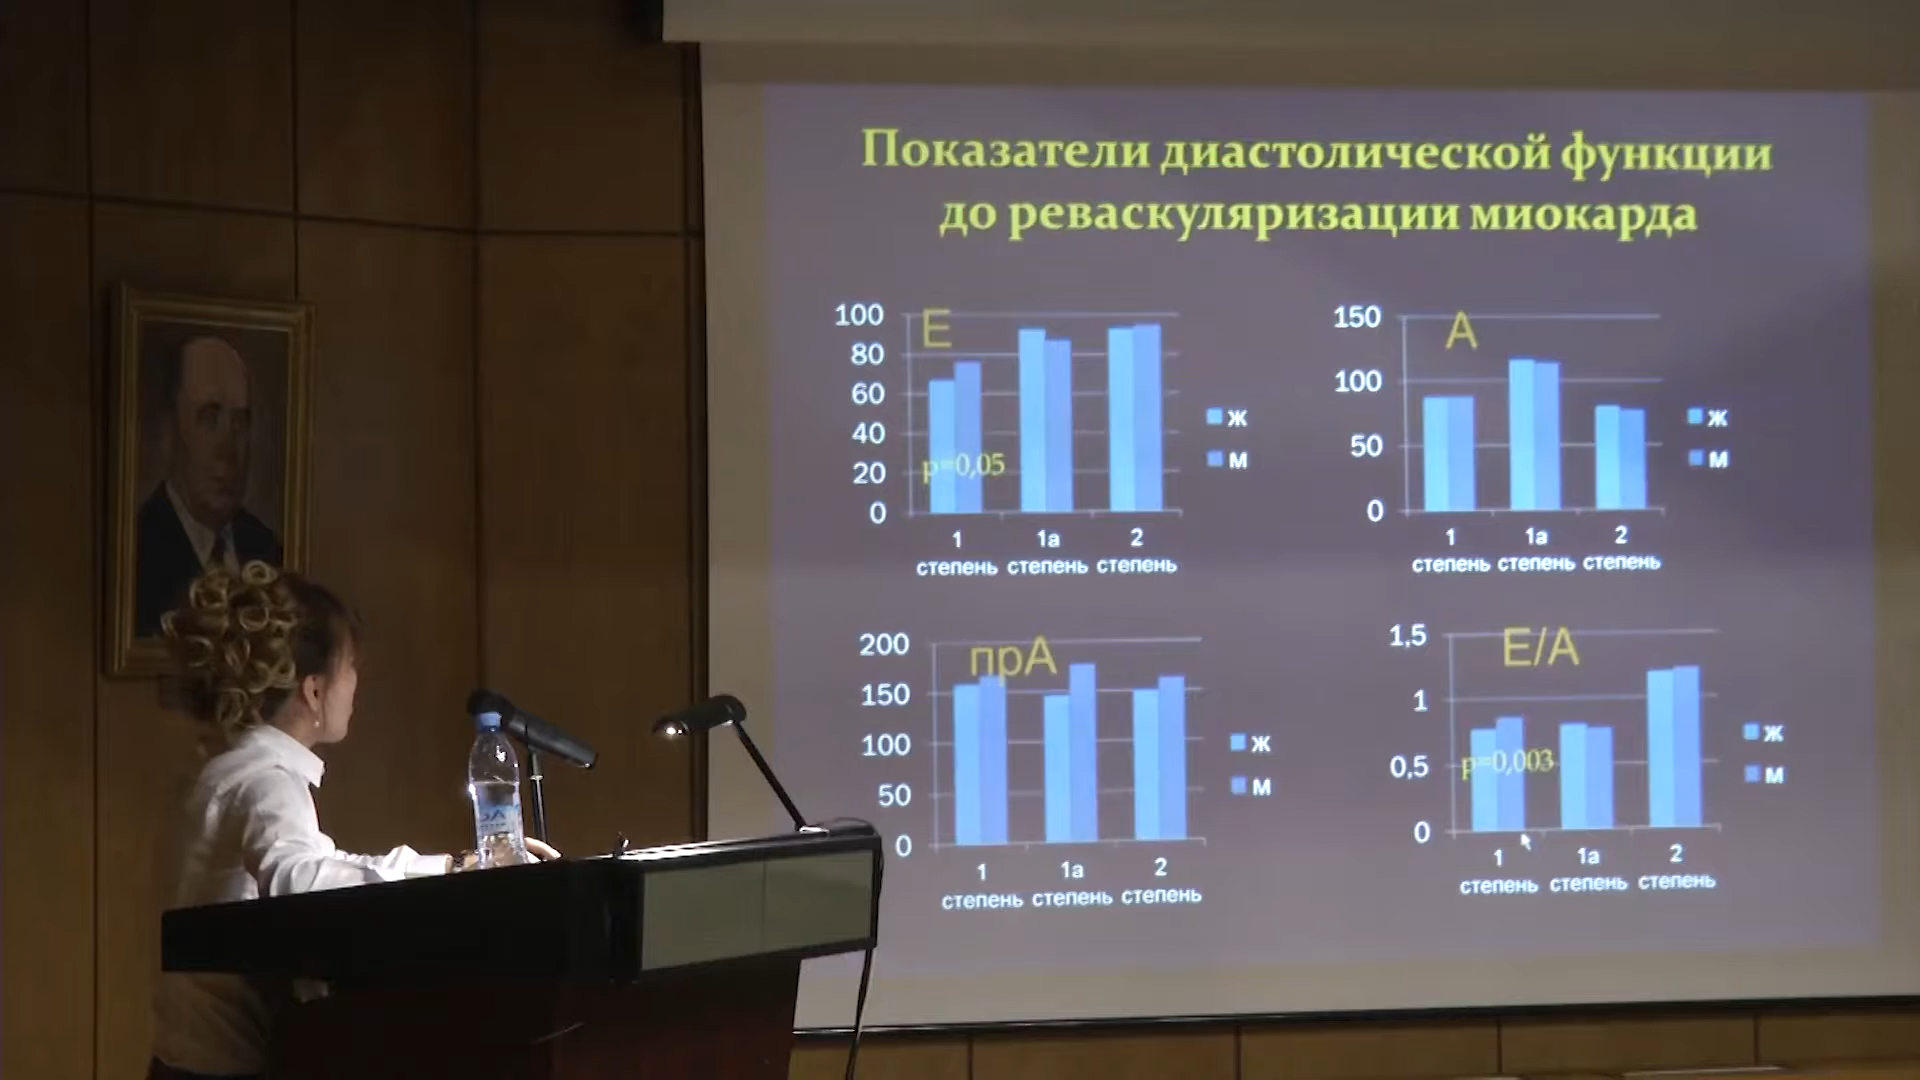 Показатели диастолической функции
до реваскуляризации миокарда
100
80
60
40
20
0
E
p=0,05
1 1а 2
степень степень степень
ж
м
150
100
50
0
A
1 1а 2
степень степень степень
ж
м
200
150
100
50
0
прА
1 1а 2
степень степень степень
ж
м
1,5
1
0,5
0
E/A
p=0,003
1 1а 2
степень степень степень
ж
м